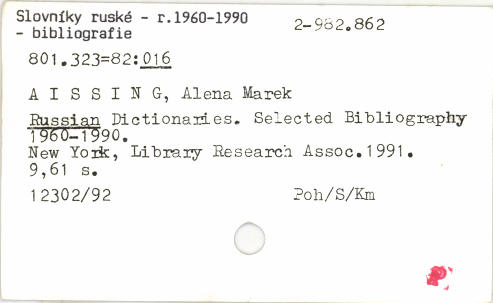 Slovníky ruské - r.1960-1990
- bibliografie
2-982.862
801.323=82:016
A I S S I N G, Alena Marek
Russian Dictionaries. Selected Bibliography
1960-1990.
New York, Library Research Assoc.1991.
9,61 s.
12302/92 Poh/S/Km